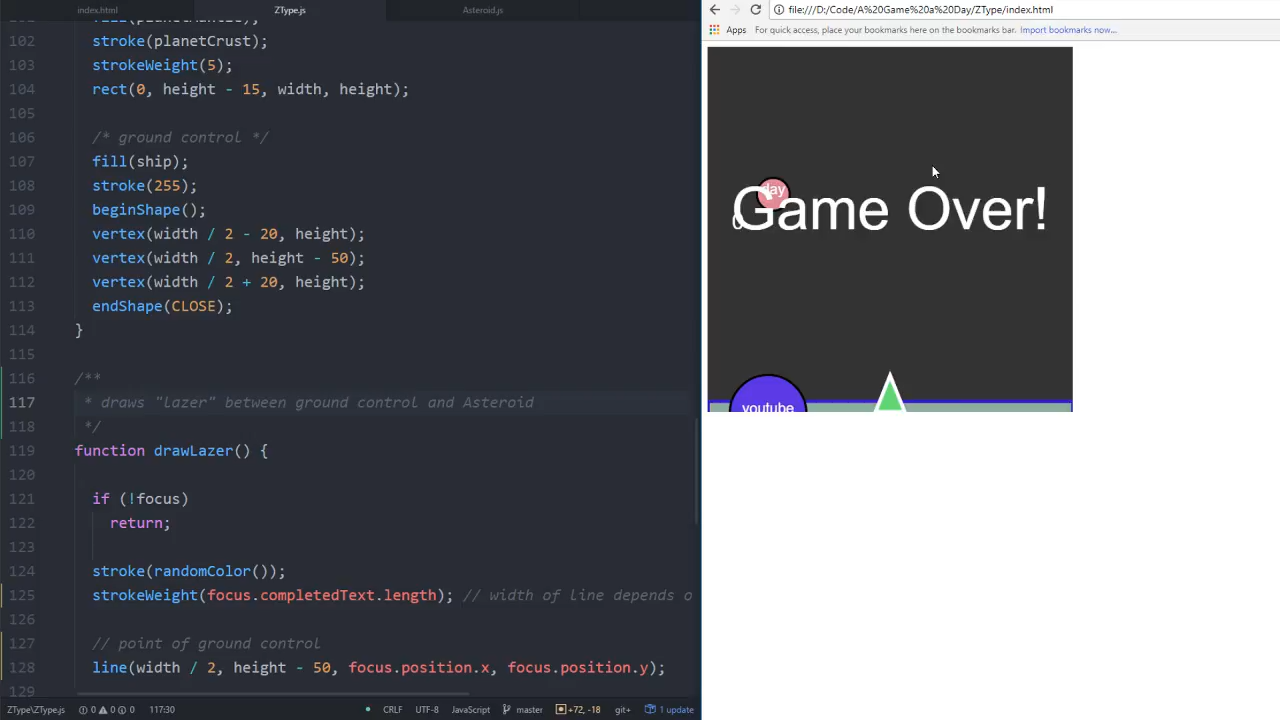 index.html
ZType.js
Asteroid.js
102 stroke(planetCrust);
103 strokeWeight(5);
104 rect(0, height - 15, width, height);
105
106 /* ground control */
107 fill(ship);
108 stroke(255);
109 beginShape();
110 vertex(width / 2 - 20, height);
111 vertex(width / 2, height - 50);
112 vertex(width / 2 + 20, height);
113 endShape(CLOSE);
114 }
115
116 /**
117 * draws "lazer" between ground control and Asteroid
118 */
119 function drawLazer() {
120
121 if (!focus)
122 return;
123
124 stroke(randomColor());
125 strokeWeight(focus.completedText.length); // width of line depends o
126
127 // point of ground control
128 line(width / 2, height - 50, focus.position.x, focus.position.y);
129
ZType\ZType.js 0 0 0 117:30 CRLF UTF-8 JavaScript master +72, -18 git+ 1 update
file:///D:/Code/A%20Game%20a%20Day/ZType/index.html
Apps For quick access, place your bookmarks here on the bookmarks bar. Import bookmarks now...
day
Game Over!
youtube